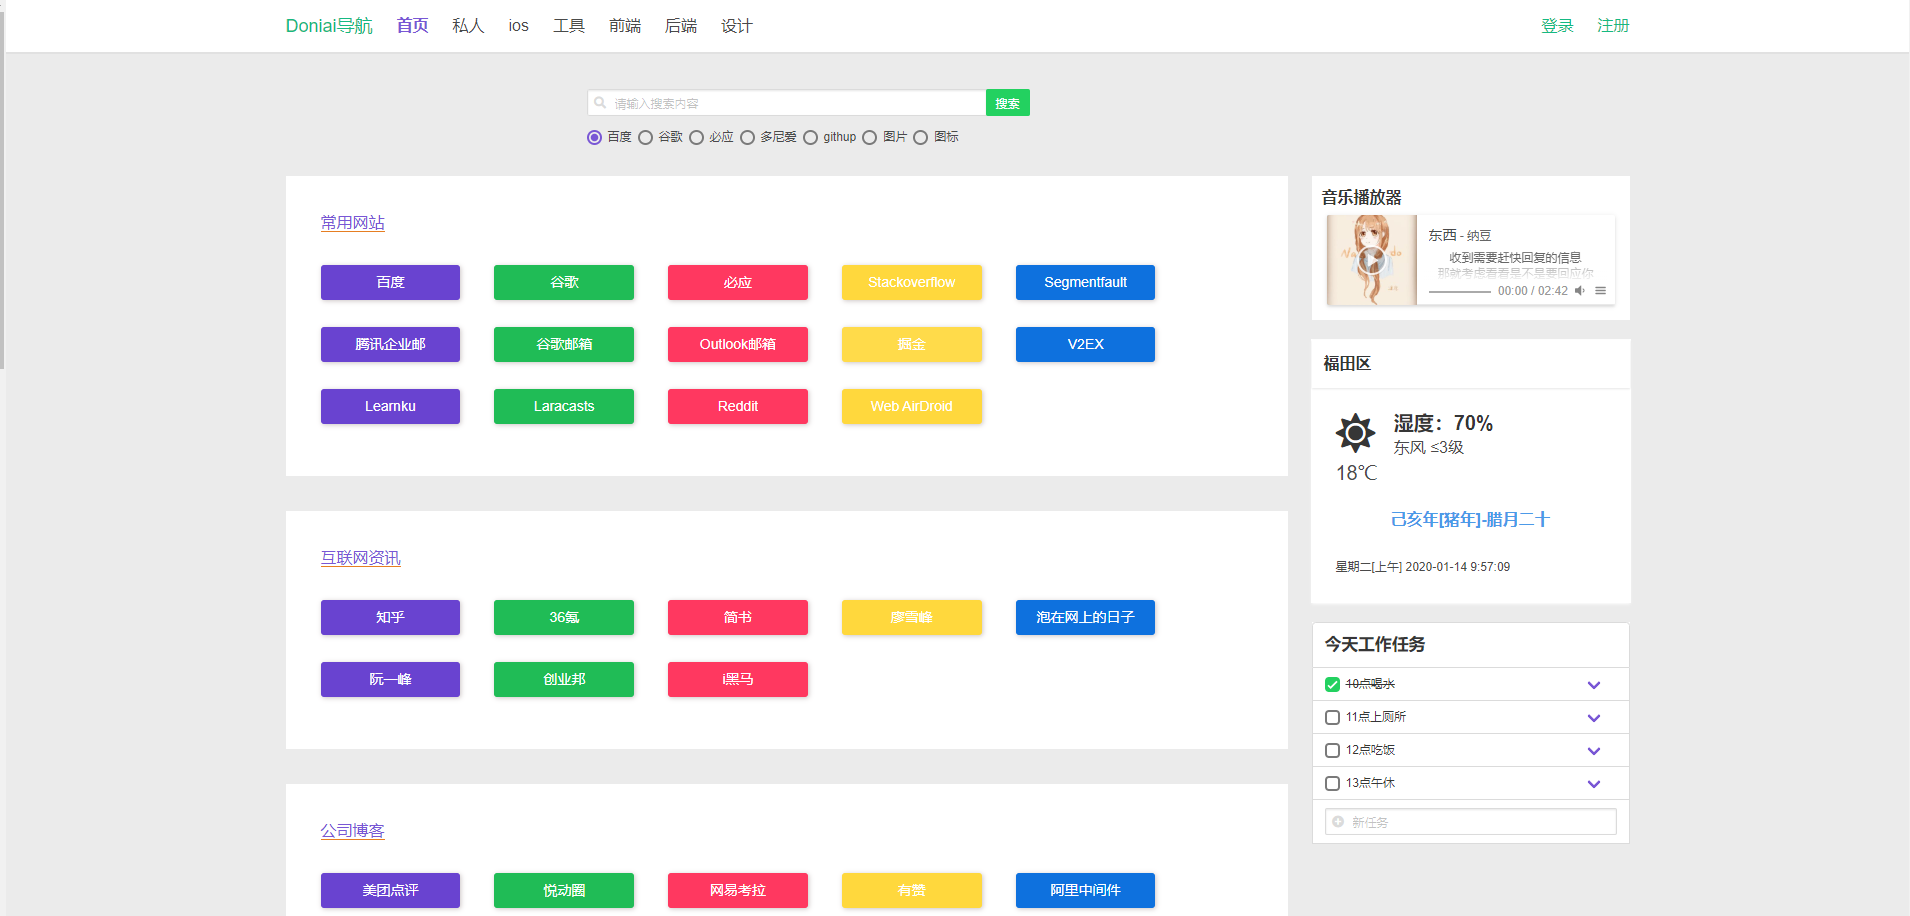 Doniai导航 首页 私人 ios 工具 前端 后端 设计 登录 注册
请输入搜索内容 搜索
百度 谷歌 必应 多尼爱 githup 图片 图标
常用网站
百度 谷歌 必应 Stackoverflow Segmentfault
腾讯企业邮 谷歌邮箱 Outlook邮箱 掘金 V2EX
Learnku Laracasts Reddit Web AirDroid
互联网资讯
知乎 36氪 简书 廖雪峰 泡在网上的日子
阮一峰 创业邦 i黑马
公司博客
美团点评 悦动圈 网易考拉 有赞 阿里中间件
音乐播放器
东西 - 纳豆
收到需要赶快回复的信息
那就考虑看看是不是要回应你
00:00 / 02:42
福田区
湿度：70%
东风 ≤3级
18℃
己亥年[猪年]-腊月二十
星期二[上午] 2020-01-14 9:57:09
今天工作任务
10点喝水
11点上厕所
12点吃饭
13点午休
新任务